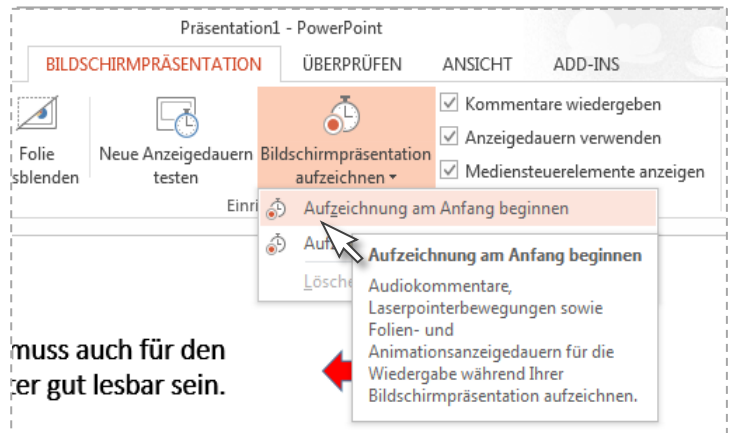 Präsentation1 - PowerPoint
BILDSCHIRMPRÄSENTATION ÜBERPRÜFEN ANSICHT ADD-INS
Folie
sblenden
Neue Anzeigedauern
testen
Bildschirmpräsentation
aufzeichnen
Kommentare wiedergeben
Anzeigedauern verwenden
Mediensteuerelemente anzeigen
Einri
Aufzeichnung am Anfang beginnen
Auf
Lösche
Aufzeichnung am Anfang beginnen
Audiokommentare,
Laserpointerbewegungen sowie
Folien- und
Animationsanzeigedauern für die
Wiedergabe während Ihrer
Bildschirmpräsentation aufzeichnen.
muss auch für den
ter gut lesbar sein.